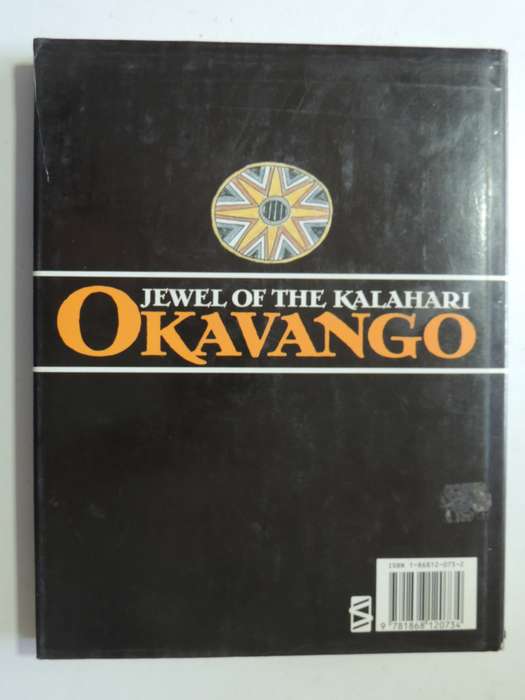 JEWEL OF THE KALAHARI
OKAVANGO
ISBN 1-86812-073-2
9 781868 120734